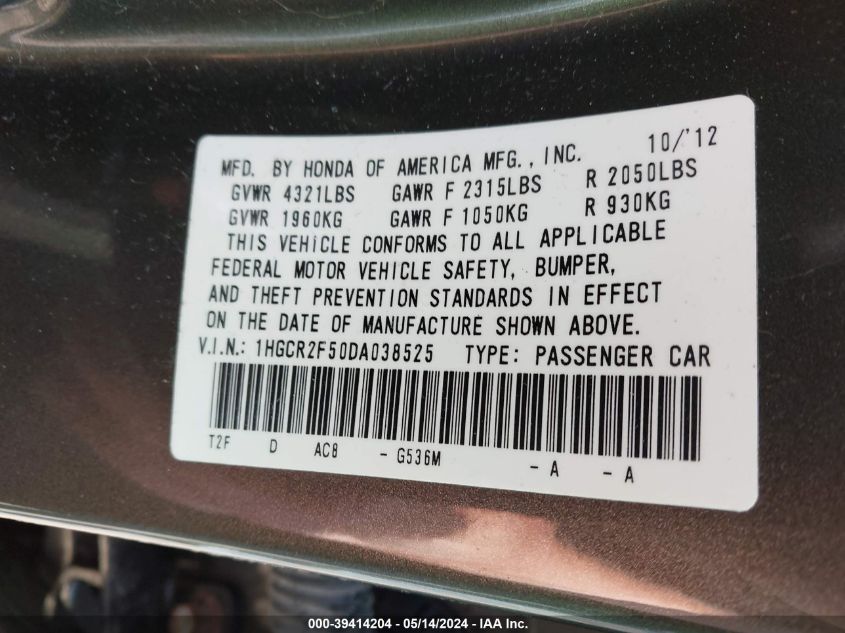 10/'12
MFD. BY HONDA OF AMERICA MFG., INC.
GVWR 4321LBS GAWR F 2315LBS R 2050LBS
GVWR 1960KG GAWR F 1050KG R 930KG
THIS VEHICLE CONFORMS TO ALL APPLICABLE
FEDERAL MOTOR VEHICLE SAFETY, BUMPER,
AND THEFT PREVENTION STANDARDS IN EFFECT
ON THE DATE OF MANUFACTURE SHOWN ABOVE.
V.I.N.: 1HGCR2F50DA038525 TYPE: PASSENGER CAR
T2F D AC8 - G536M - A - A
000-39414204 - 05/14/2024 - IAA Inc.